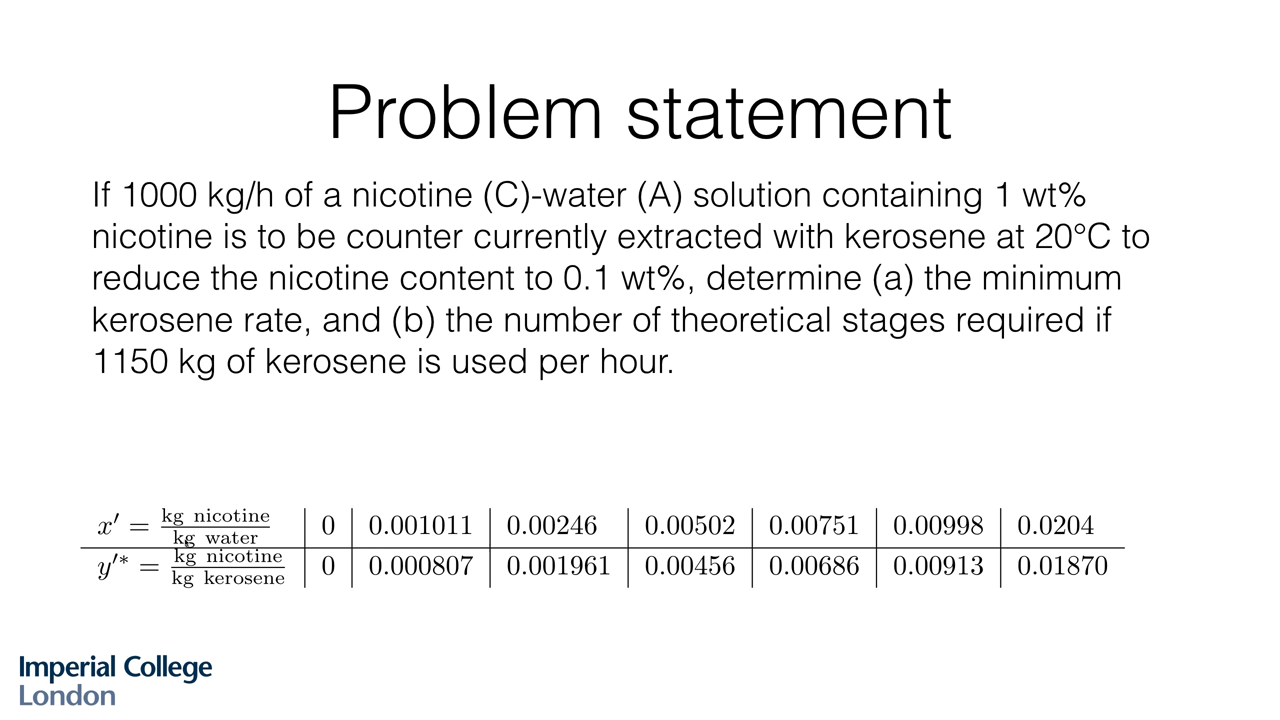 Problem statement
If 1000 kg/h of a nicotine (C)-water (A) solution containing 1 wt%
nicotine is to be counter currently extracted with kerosene at 20°C to
reduce the nicotine content to 0.1 wt%, determine (a) the minimum
kerosene rate, and (b) the number of theoretical stages required if
1150 kg of kerosene is used per hour.
x′ = kg nicotine / kg water | 0 | 0.001011 | 0.00246 | 0.00502 | 0.00751 | 0.00998 | 0.0204
y′* = kg nicotine / kg kerosene | 0 | 0.000807 | 0.001961 | 0.00456 | 0.00686 | 0.00913 | 0.01870
Imperial College
London